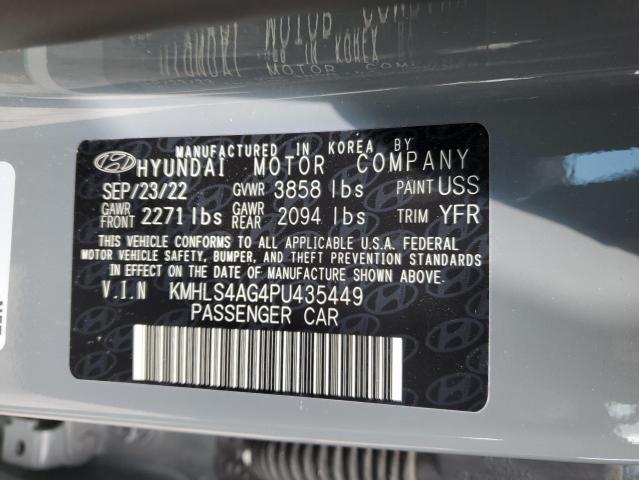 MANUFACTURED IN KOREA BY
HYUNDAI MOTOR COMPANY
SEP/23/22 GVWR 3858 lbs PAINT USS
GAWR FRONT 2271 lbs GAWR REAR 2094 lbs TRIM YFR
THIS VEHICLE CONFORMS TO ALL APPLICABLE U.S.A. FEDERAL
MOTOR VEHICLE SAFETY, BUMPER, AND THEFT PREVENTION STANDARDS
IN EFFECT ON THE DATE OF MANUFACTURE SHOWN ABOVE.
V.I.N KMHLS4AG4PU435449
PASSENGER CAR